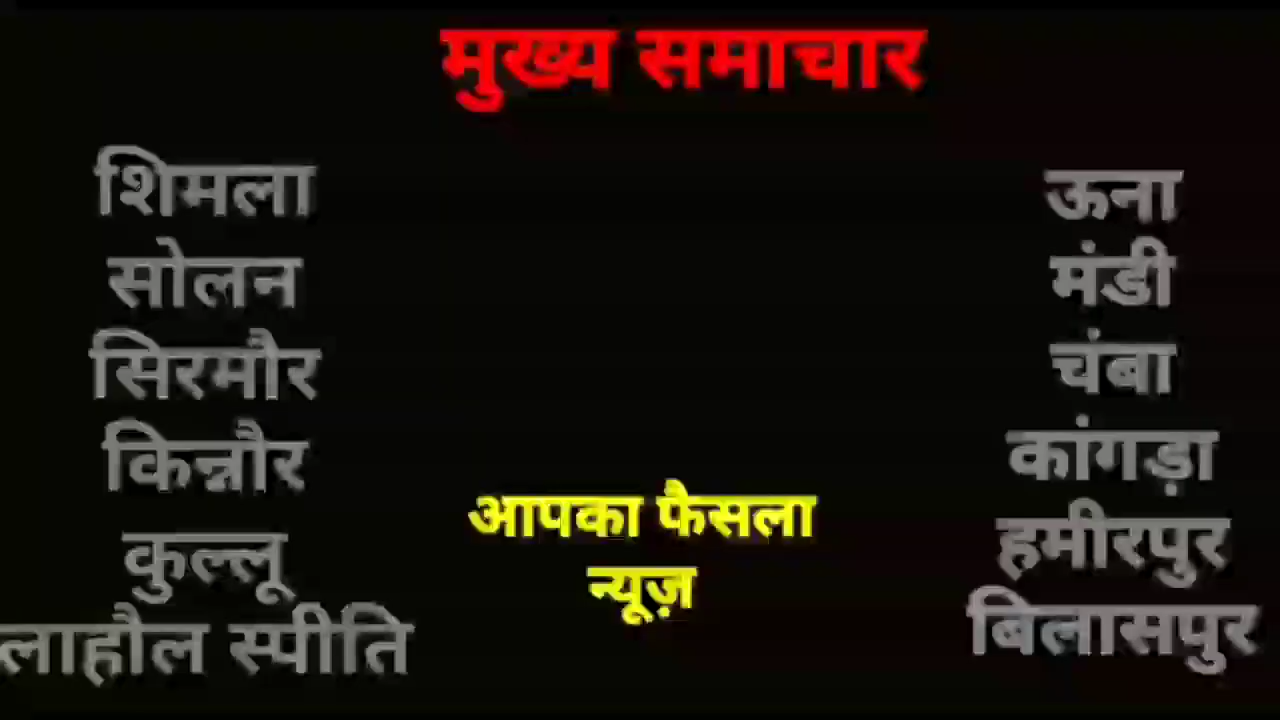 मुख्य समाचार
शिमला
सोलन
सिरमौर
किन्नौर
कुल्लू
लाहौल स्पीति
आपका फैसला
न्यूज़
ऊना
मंडी
चंबा
कांगड़ा
हमीरपुर
बिलासपुर